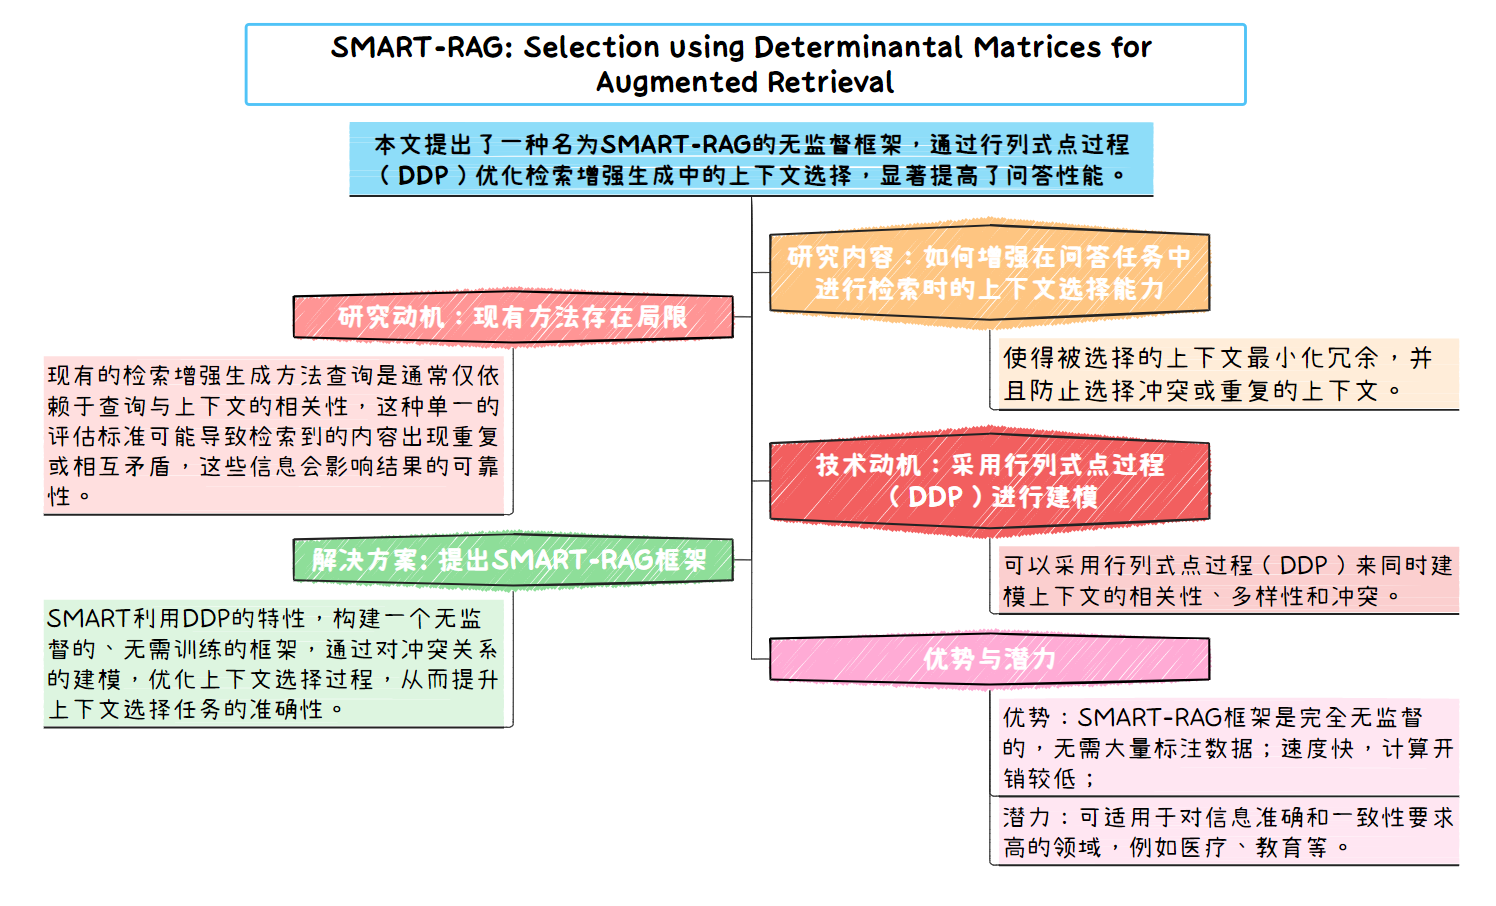 SMART-RAG: Selection using Determinantal Matrices for
Augmented Retrieval
本文提出了一种名为SMART-RAG的无监督框架，通过行列式点过程
（DDP）优化检索增强生成中的上下文选择，显著提高了问答性能。
研究内容：如何增强在问答任务中
进行检索时的上下文选择能力
使得被选择的上下文最小化冗余，并
且防止选择冲突或重复的上下文。
研究动机：现有方法存在局限
现有的检索增强生成方法查询是通常仅依
赖于查询与上下文的相关性，这种单一的
评估标准可能导致检索到的内容出现重复
或相互矛盾，这些信息会影响结果的可靠
性。
技术动机：采用行列式点过程
（DDP）进行建模
可以采用行列式点过程（DDP）来同时建
模上下文的相关性、多样性和冲突。
解决方案: 提出SMART-RAG框架
SMART利用DDP的特性，构建一个无监
督的、无需训练的框架，通过对冲突关系
的建模，优化上下文选择过程，从而提升
上下文选择任务的准确性。
优势与潜力
优势：SMART-RAG框架是完全无监督
的，无需大量标注数据；速度快，计算开
销较低；
潜力：可适用于对信息准确和一致性要求
高的领域，例如医疗、教育等。